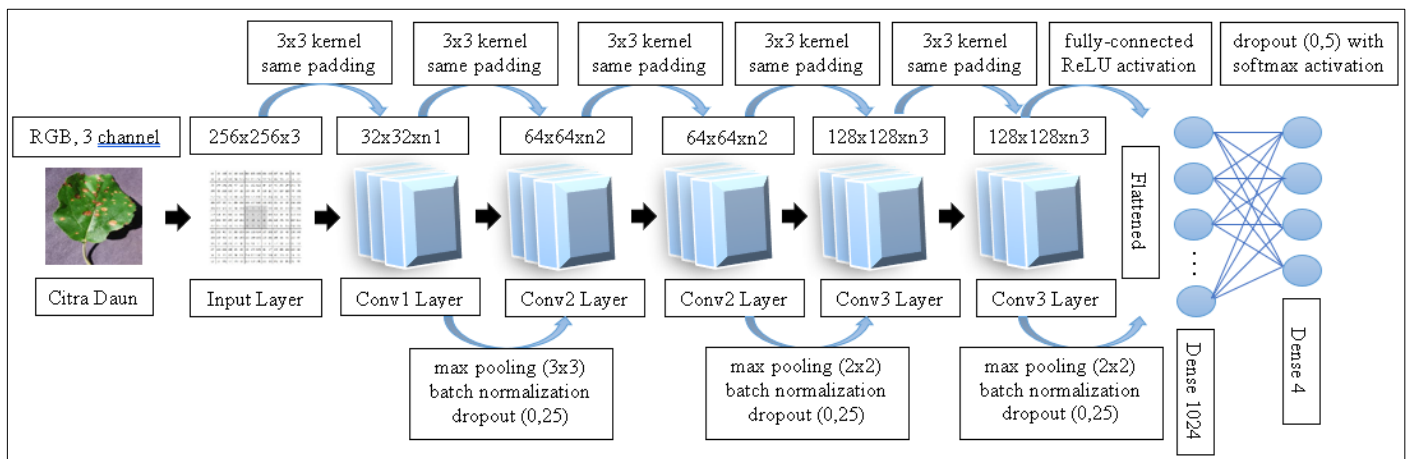 3x3 kernel
same padding
3x3 kernel
same padding
3x3 kernel
same padding
3x3 kernel
same padding
3x3 kernel
same padding
fully-connected
ReLU activation
dropout (0,5) with
softmax activation
RGB, 3 channel
256x256x3
32x32xn1
64x64xn2
64x64xn2
128x128xn3
128x128xn3
Flattened
Citra Daun
Input Layer
Conv1 Layer
Conv2 Layer
Conv2 Layer
Conv3 Layer
Conv3 Layer
...
Dense 1024
Dense 4
max pooling (3x3)
batch normalization
dropout (0,25)
max pooling (2x2)
batch normalization
dropout (0,25)
max pooling (2x2)
batch normalization
dropout (0,25)